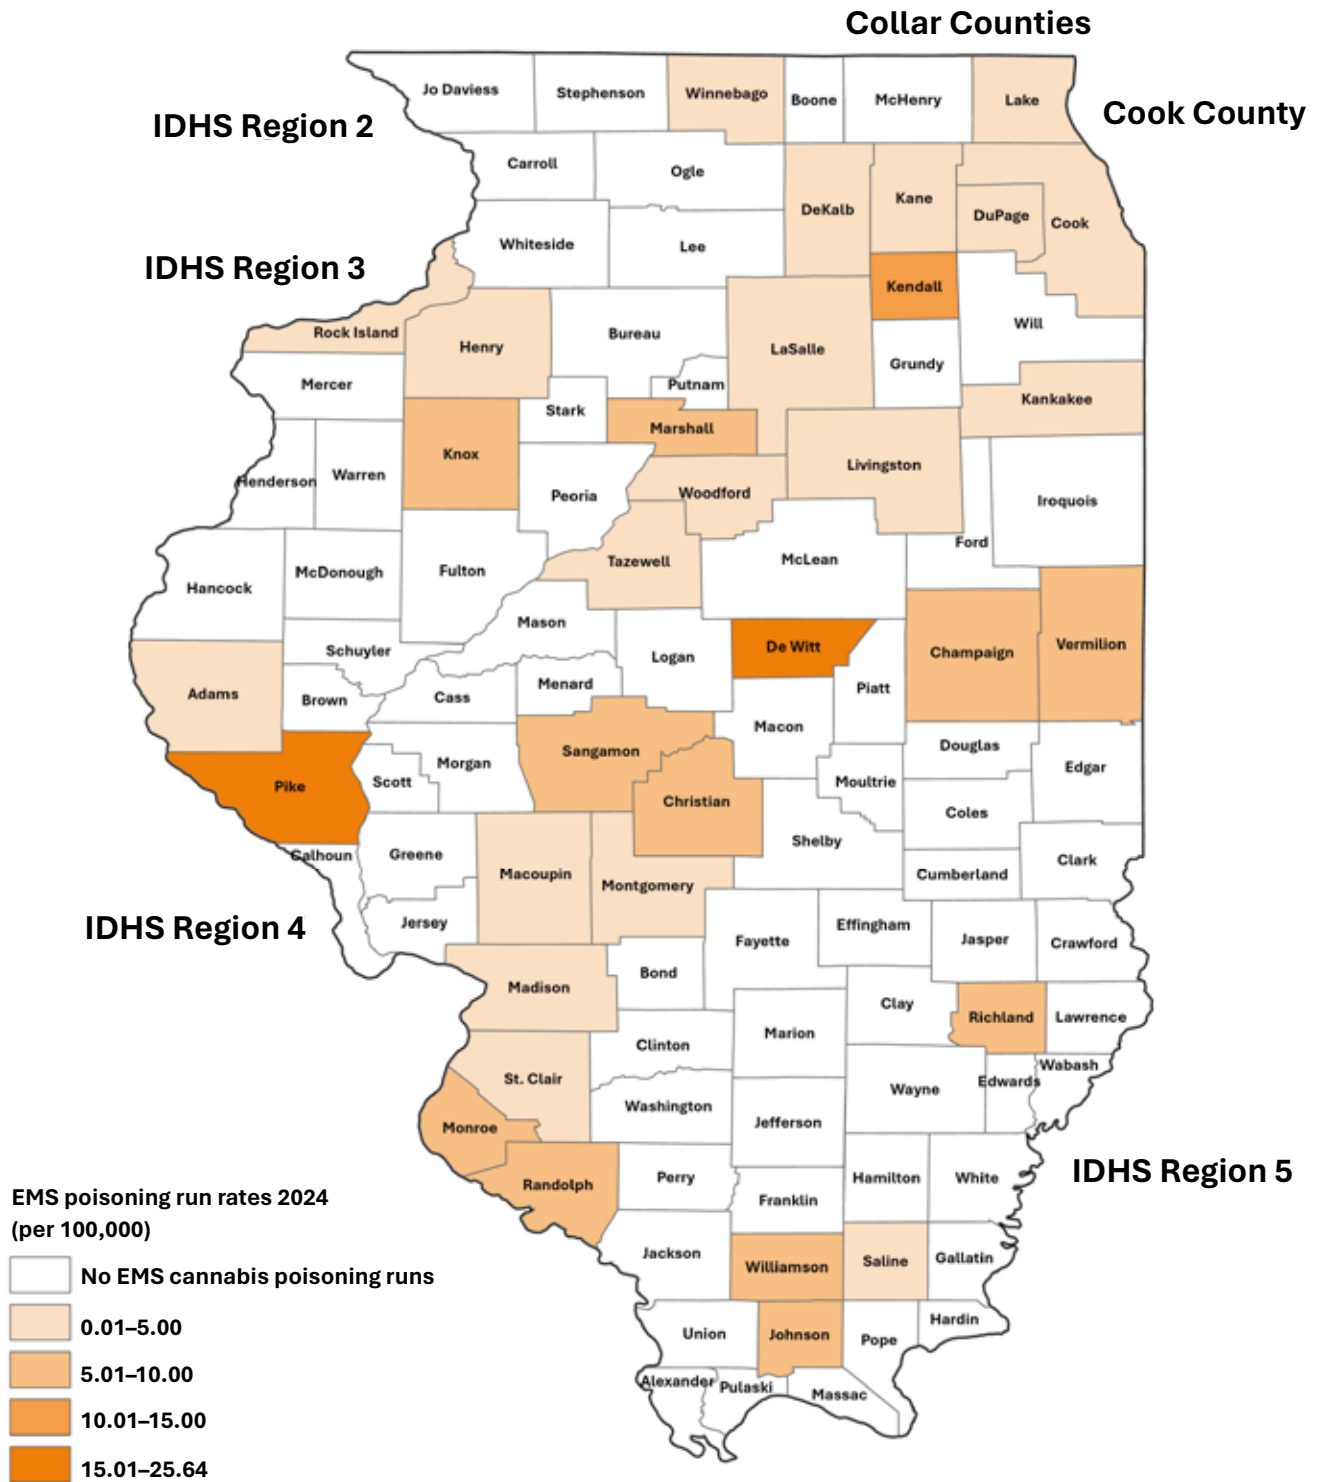 Collar Counties
Cook County
IDHS Region 2
IDHS Region 3
Jo Daviess
Stephenson
Winnebago
Boone
McHenry
Lake
Carroll
Ogle
DeKalb
Kane
DuPage
Cook
Whiteside
Lee
Kendall
Will
Rock Island
Henry
Bureau
LaSalle
Grundy
Mercer
Putnam
Kankakee
Stark
Marshall
Knox
Henderson
Warren
Peoria
Woodford
Livingston
Iroquois
Ford
Hancock
McDonough
Fulton
Tazewell
McLean
Mason
Schuyler
Logan
De Witt
Champaign
Vermilion
Adams
Brown
Cass
Menard
Piatt
Macon
Sangamon
Douglas
Pike
Scott
Morgan
Christian
Moultrie
Edgar
Coles
Calhoun
Greene
Macoupin
Montgomery
Shelby
Cumberland
Clark
IDHS Region 4
Jersey
Fayette
Effingham
Jasper
Crawford
Madison
Bond
Clay
Richland
Lawrence
Marion
Clinton
St. Clair
Wayne
Edwards
Wabash
Monroe
Washington
Jefferson
Randolph
Perry
Franklin
Hamilton
White
IDHS Region 5
Jackson
Williamson
Saline
Gallatin
Union
Johnson
Pope
Hardin
Alexander
Pulaski
Massac
EMS poisoning run rates 2024
(per 100,000)
No EMS cannabis poisoning runs
0.01–5.00
5.01–10.00
10.01–15.00
15.01–25.64